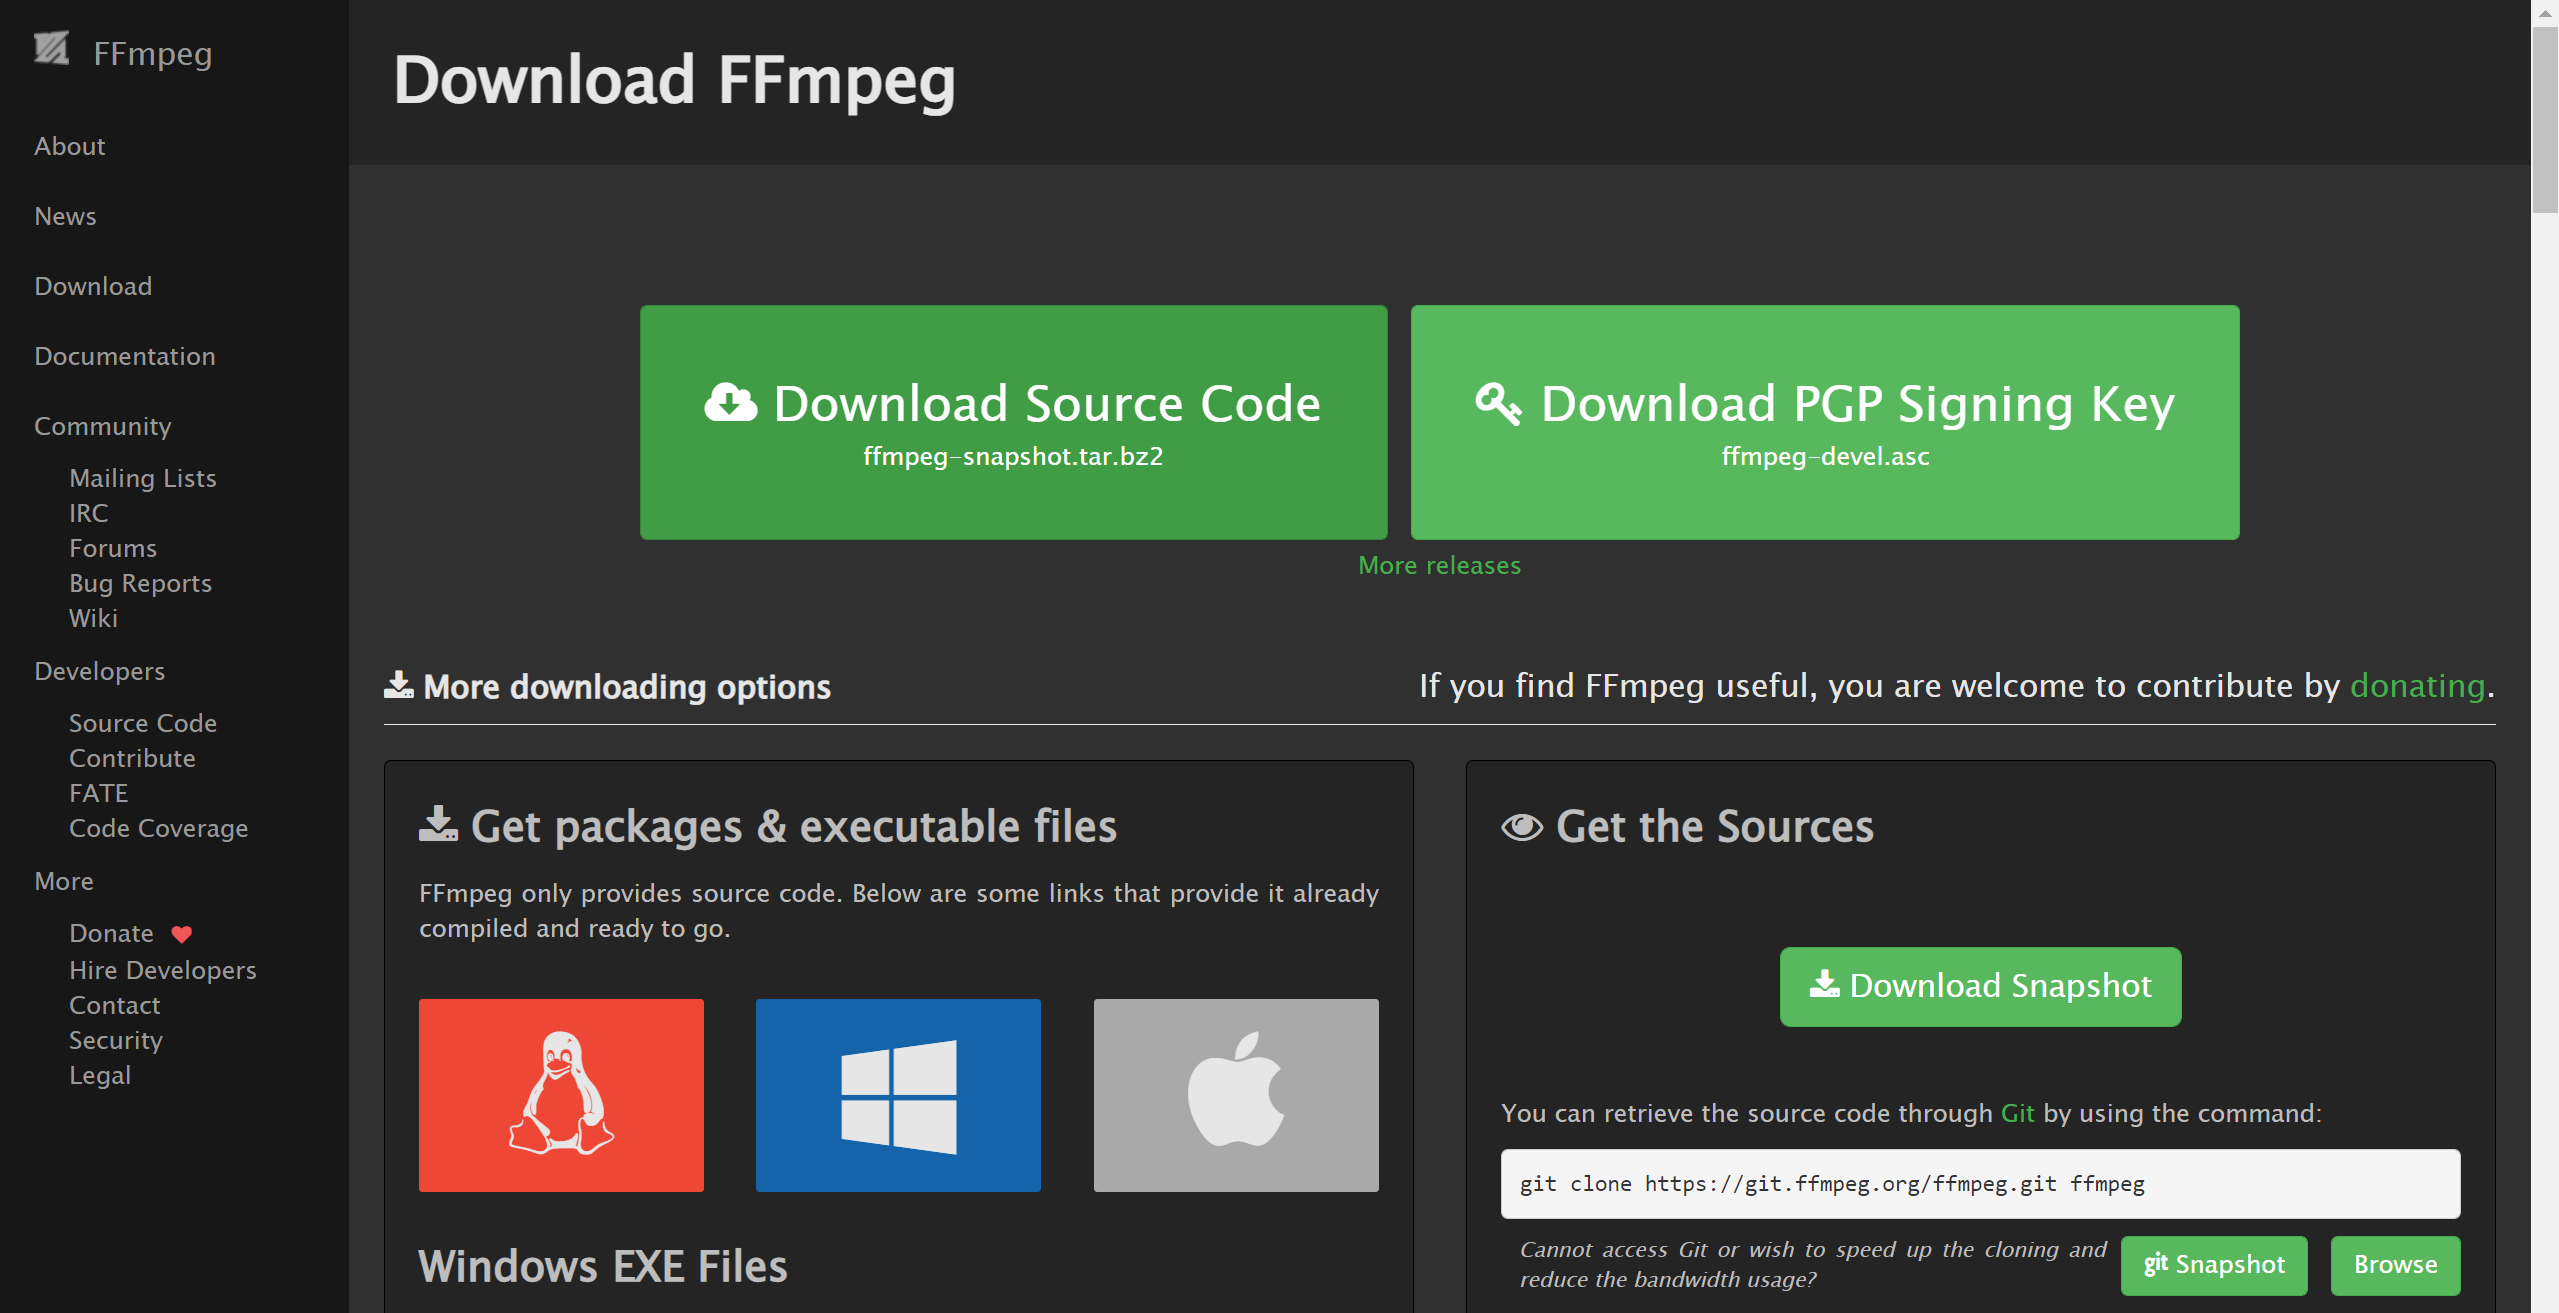 FFmpeg
About
News
Download
Documentation
Community
Mailing Lists
IRC
Forums
Bug Reports
Wiki
Developers
Source Code
Contribute
FATE
Code Coverage
More
Donate
Hire Developers
Contact
Security
Legal
Download FFmpeg
Download Source Code
ffmpeg-snapshot.tar.bz2
Download PGP Signing Key
ffmpeg-devel.asc
More releases
More downloading options
If you find FFmpeg useful, you are welcome to contribute by donating.
Get packages & executable files
FFmpeg only provides source code. Below are some links that provide it already
compiled and ready to go.
Windows EXE Files
Get the Sources
Download Snapshot
You can retrieve the source code through Git by using the command:
git clone https://git.ffmpeg.org/ffmpeg.git ffmpeg
Cannot access Git or wish to speed up the cloning and
reduce the bandwidth usage?
git Snapshot
Browse